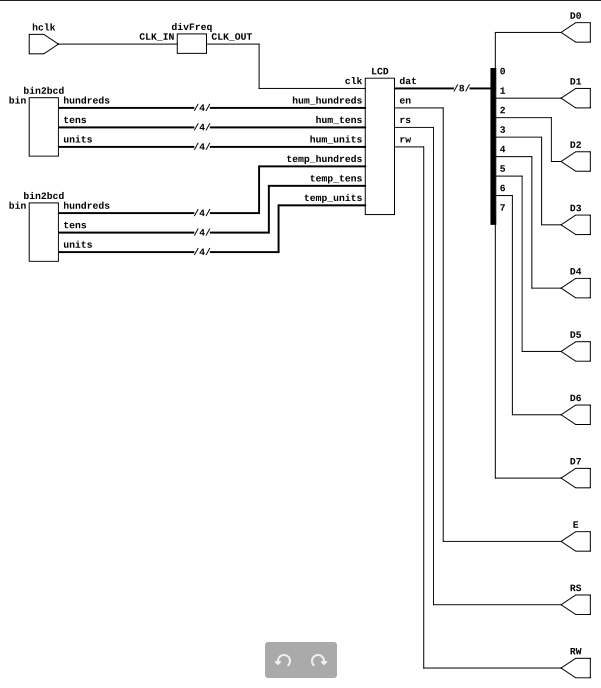 D0
hclk
divFreq
CLK_IN
CLK_OUT
LCD
clk
dat
/8/
0
D1
bin2bcd
bin
hundreds
/4/
hum_hundreds
en
1
tens
/4/
hum_tens
rs
2
D2
units
/4/
hum_units
rw
3
temp_hundreds
4
temp_tens
5
bin2bcd
bin
temp_units
6
hundreds
/4/
7
D3
tens
/4/
units
/4/
D4
D5
D6
D7
E
RS
RW